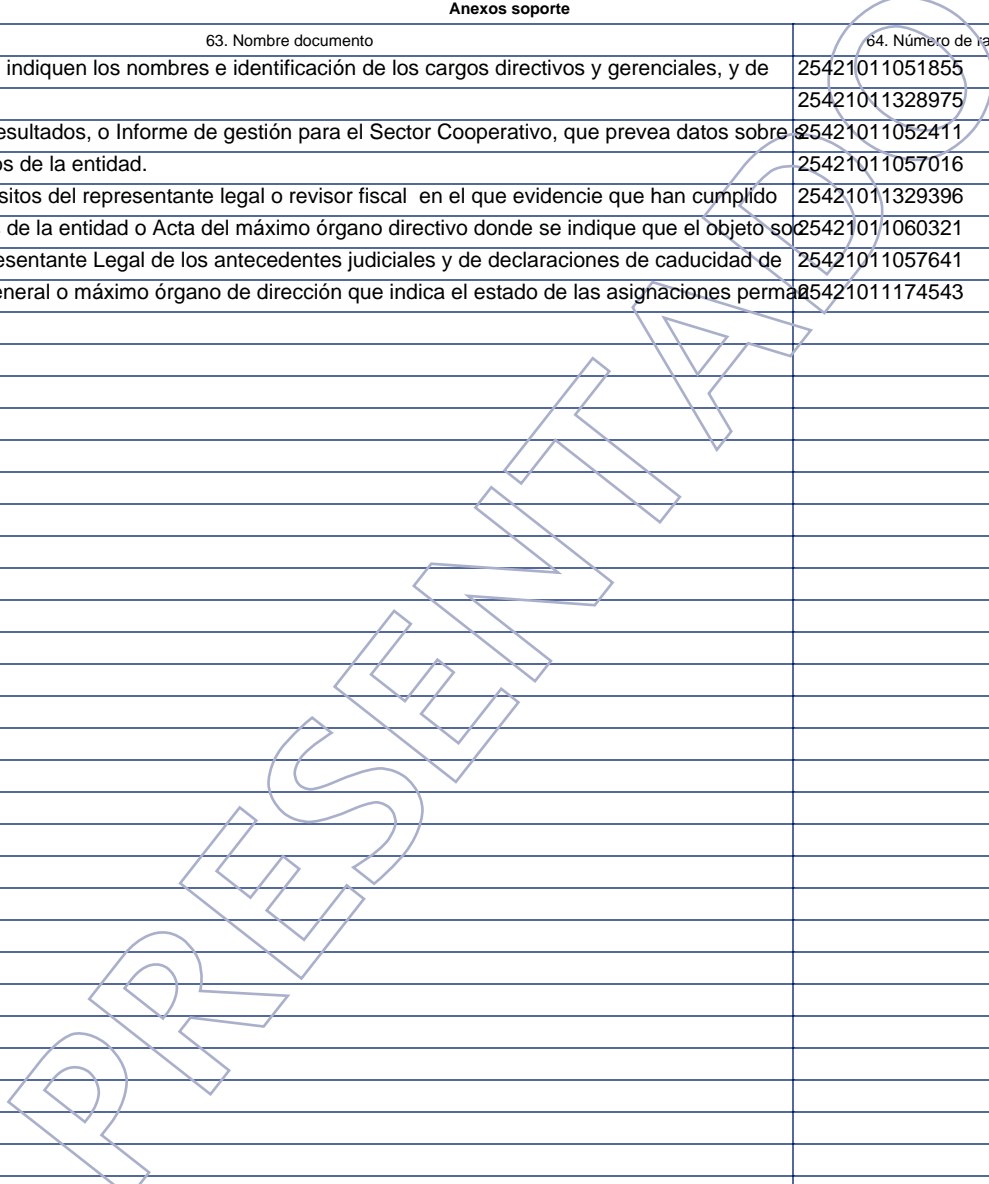 Anexos soporte
63. Nombre documento 64. Número de
indiquen los nombres e identificación de los cargos directivos y gerenciales, y de 25421011051855
25421011328975
esultados, o Informe de gestión para el Sector Cooperativo, que prevea datos sobre 25421011052411
os de la entidad. 25421011057016
sitos del representante legal o revisor fiscal en el que evidencie que han cumplido 25421011329396
de la entidad o Acta del máximo órgano directivo donde se indique que el objeto soc 25421011060321
esentante Legal de los antecedentes judiciales y de declaraciones de caducidad de 25421011057641
eneral o máximo órgano de dirección que indica el estado de las asignaciones perman 25421011174543
PRESENTADO